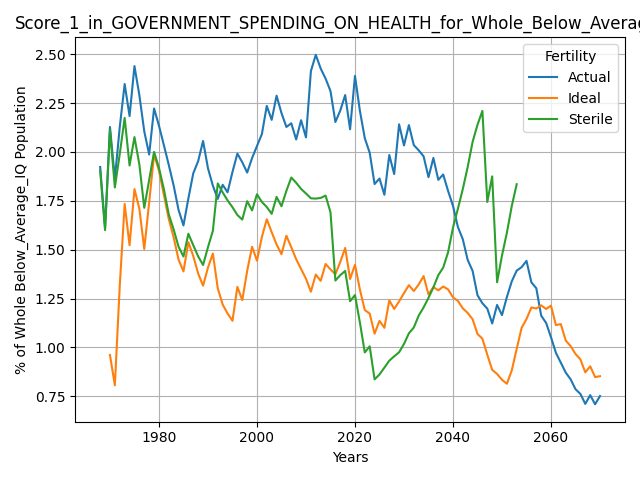 Score_1_in_GOVERNMENT_SPENDING_ON_HEALTH_for_Whole_Below_Average
2.50
2.25
2.00
1.75
1.50
1.25
1.00
0.75
% of Whole Below_Average_IQ Population
Fertility
Actual
Ideal
Sterile
1980
2000
2020
2040
2060
Years